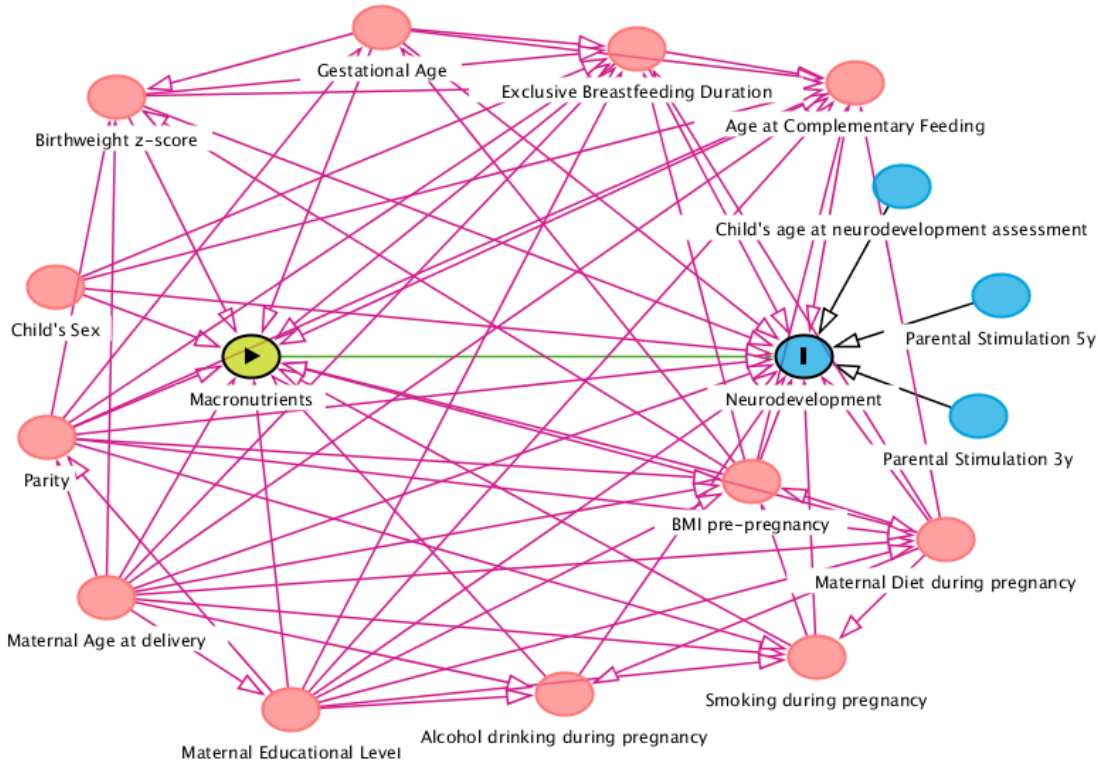 Gestational Age
Exclusive Breastfeeding Duration
Age at Complementary Feeding
Birthweight z-score
Child's age at neurodevelopment assessment
Child's Sex
Parental Stimulation 5y
Macronutrients
Neurodevelopment
Parental Stimulation 3y
Parity
BMI pre-pregnancy
Maternal Diet during pregnancy
Maternal Age at delivery
Smoking during pregnancy
Alcohol drinking during pregnancy
Maternal Educational Level